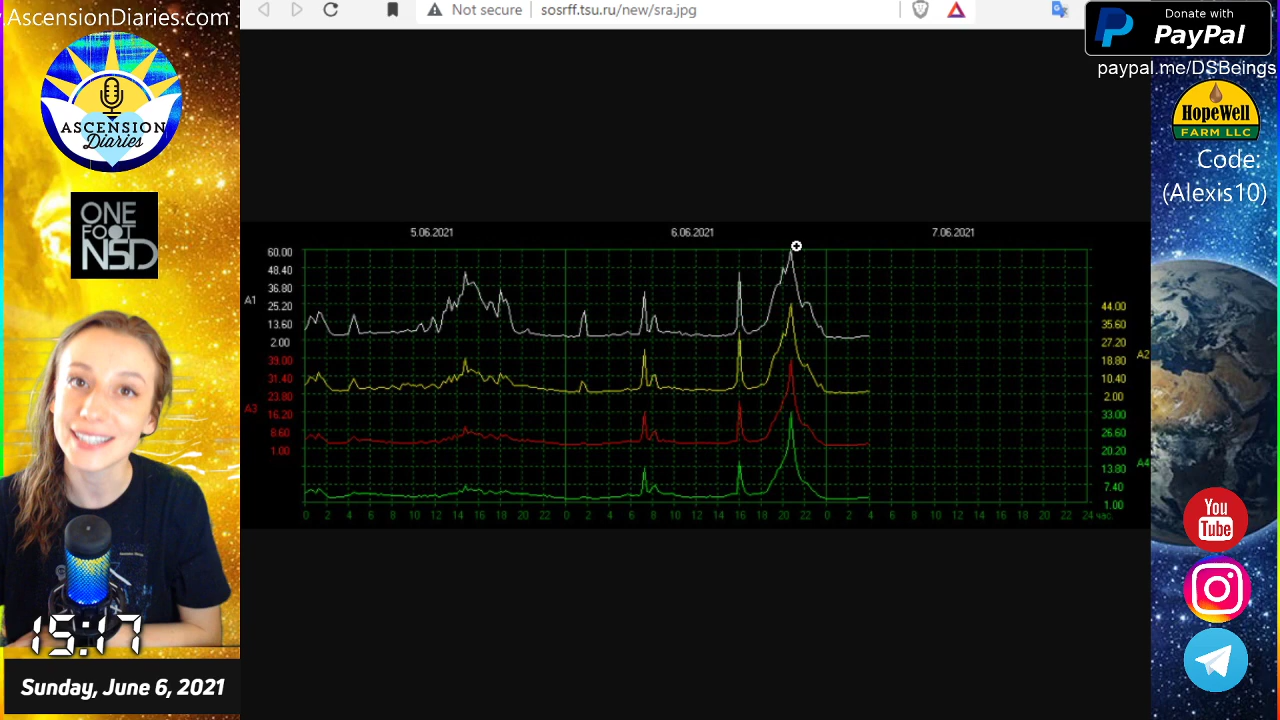 AscensionDiaries.com
Not secure
sosrff.tsu.ru/new/sra.jpg
Donate with
PayPal
paypal.me/DSBeings
ASCENSION
Diaries
HopeWell
FARM LLC
Code:
(Alexis10)
ONE
FOOT
NSD
5.06.2021 6.06.2021 7.06.2021
60.00
48.40
36.80
25.20
13.60
2.00
A1
39.00
31.40
23.80
16.20
8.60
1.00
A3
44.00
35.60
27.20
18.80
10.40
2.00
A2
33.00
26.60
20.20
13.80
7.40
1.00
A4
0 2 4 6 8 10 12 14 16 18 20 22 0 2 4 6 8 10 12 14 16 18 20 22 0 2 4 6 8 10 12 14 16 18 20 22 24 час.
You
Tube
15:17
Sunday, June 6, 2021